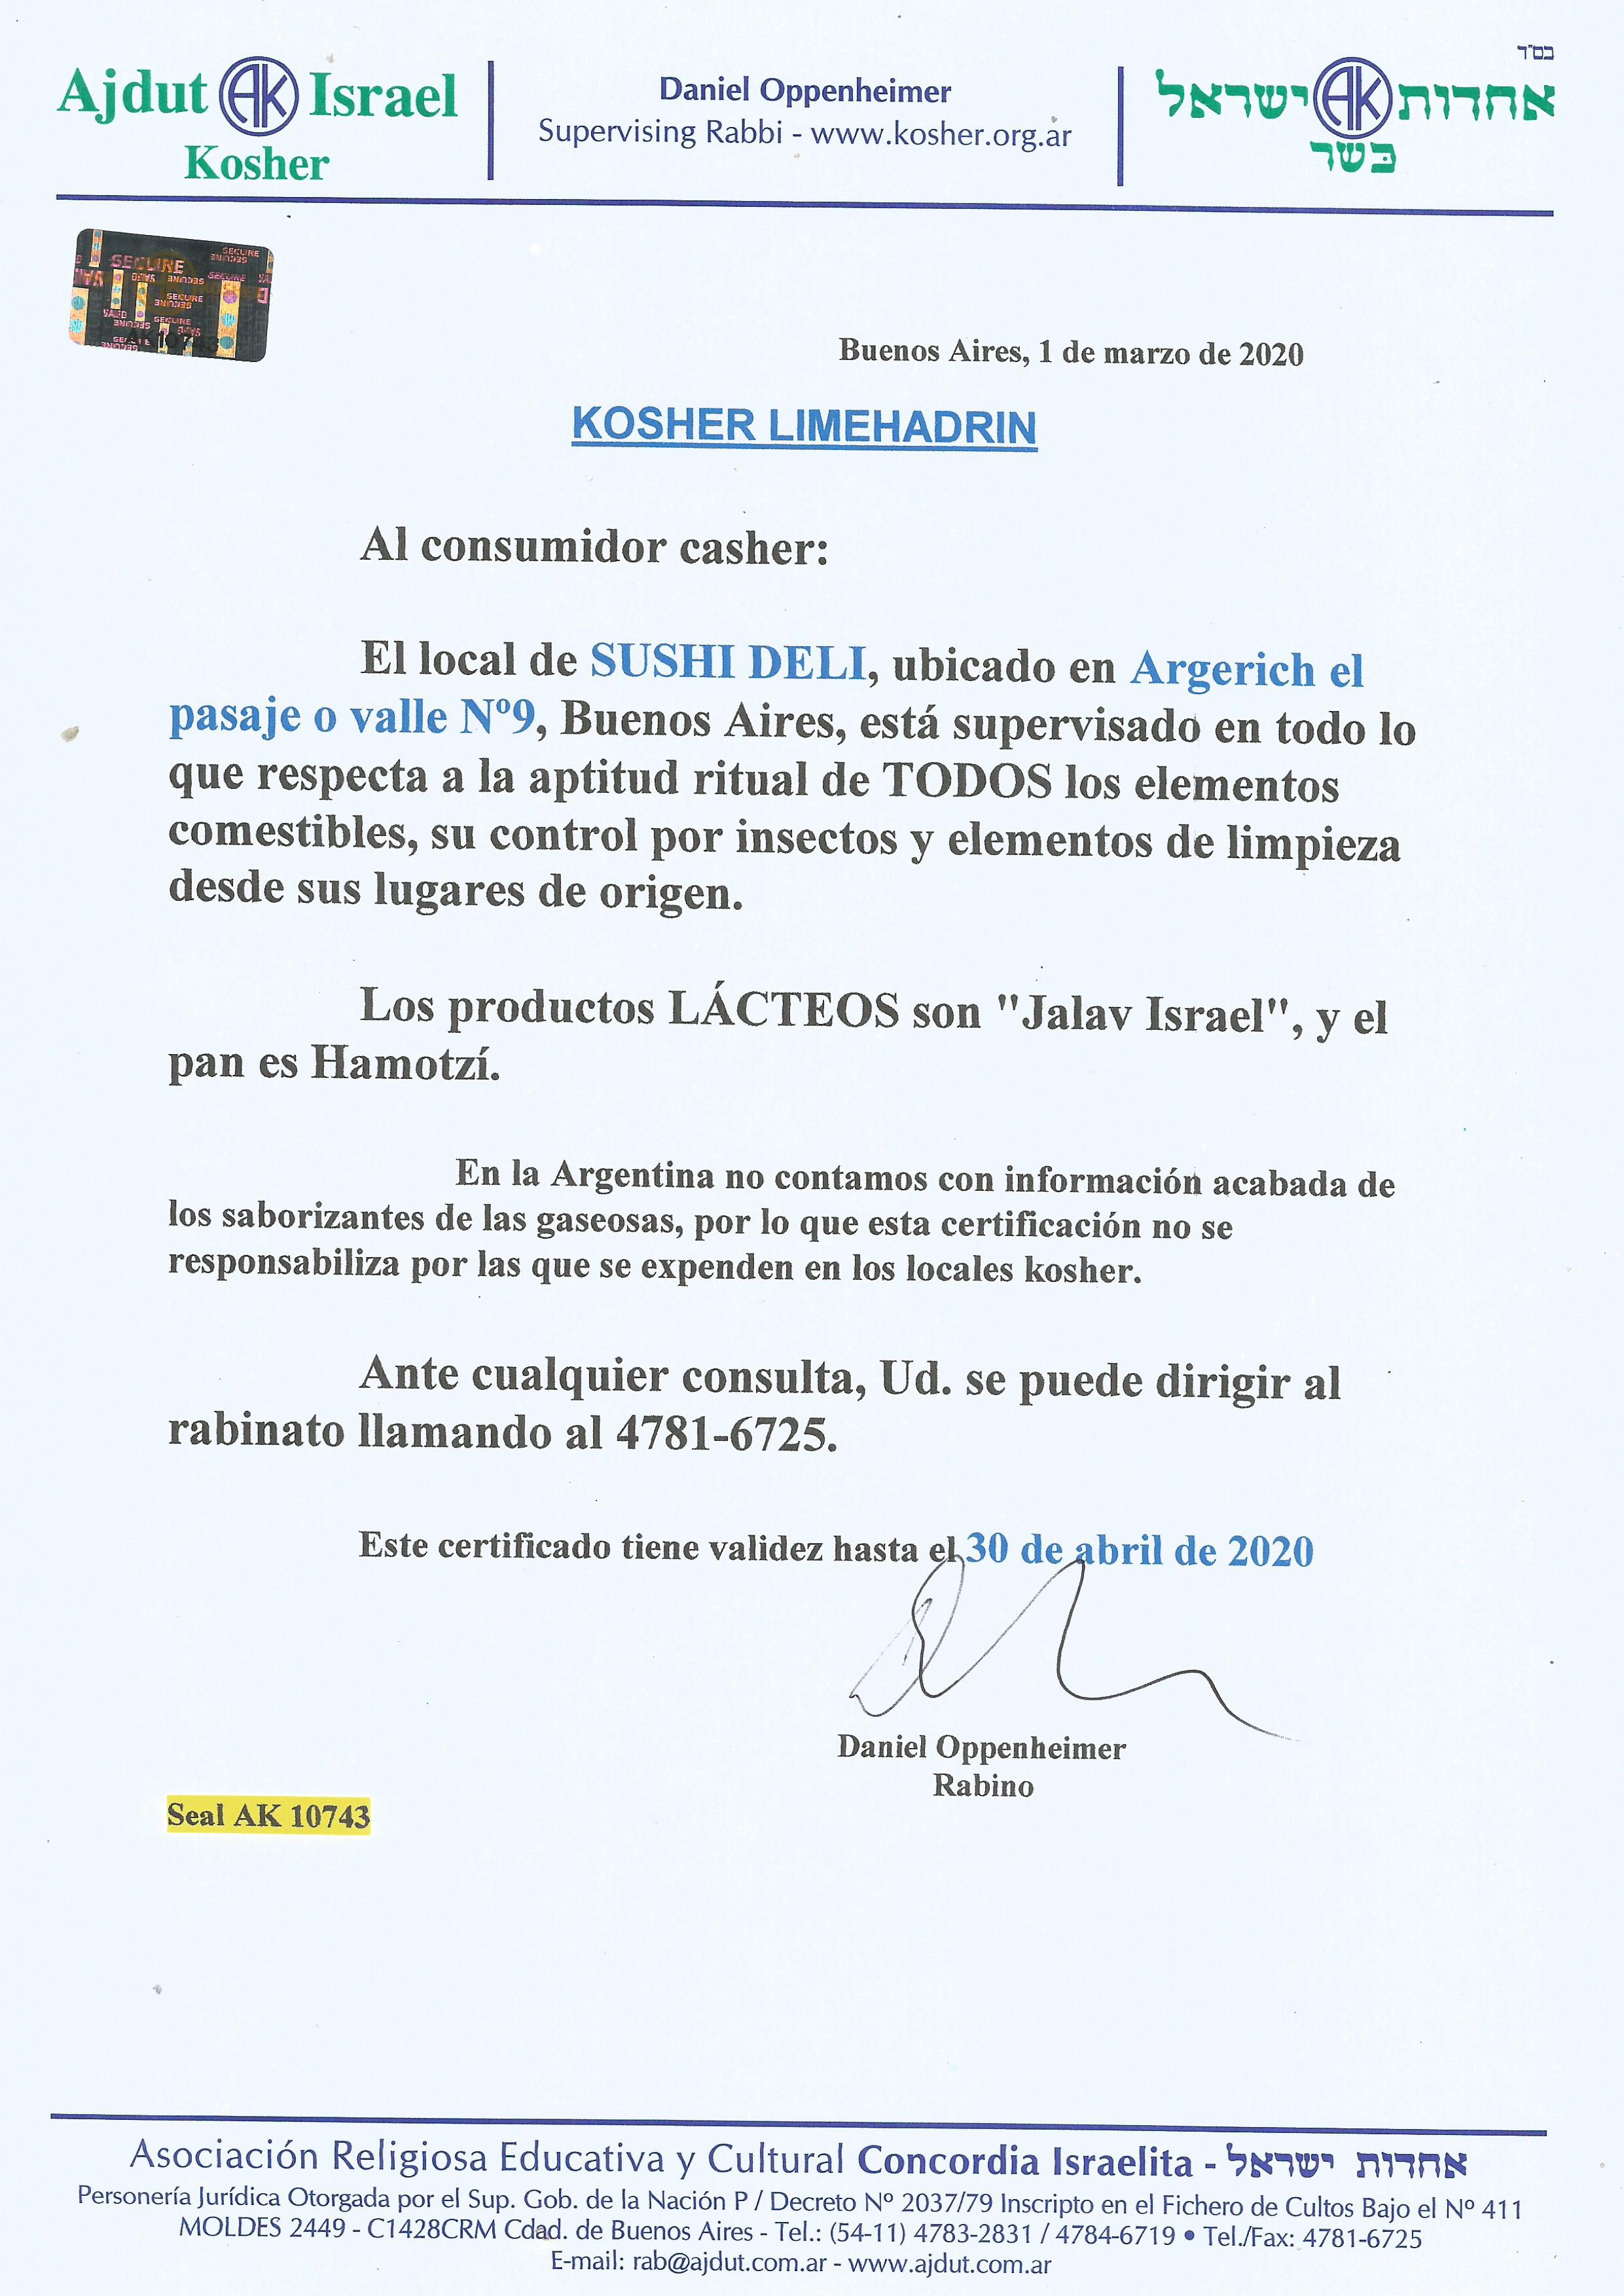 בס"ד
Ajdut AK Israel
Kosher
Daniel Oppenheimer
Supervising Rabbi - www.kosher.org.ar
אחדות AK ישראל
כשר
SECURE
AK10743
Buenos Aires, 1 de marzo de 2020
KOSHER LIMEHADRIN
Al consumidor casher:
El local de SUSHI DELI, ubicado en Argerich el
pasaje o valle Nº9, Buenos Aires, está supervisado en todo lo
que respecta a la aptitud ritual de TODOS los elementos
comestibles, su control por insectos y elementos de limpieza
desde sus lugares de origen.
Los productos LÁCTEOS son "Jalav Israel", y el
pan es Hamotzí.
En la Argentina no contamos con información acabada de
los saborizantes de las gaseosas, por lo que esta certificación no se
responsabiliza por las que se expenden en los locales kosher.
Ante cualquier consulta, Ud. se puede dirigir al
rabinato llamando al 4781-6725.
Este certificado tiene validez hasta el 30 de abril de 2020
Daniel Oppenheimer
Rabino
Seal AK 10743
Asociación Religiosa Educativa y Cultural Concordia Israelita - אחדות ישראל
Personería Jurídica Otorgada por el Sup. Gob. de la Nación P / Decreto Nº 2037/79 Inscripto en el Fichero de Cultos Bajo el Nº 411
MOLDES 2449 - C1428CRM Cdad. de Buenos Aires - Tel.: (54-11) 4783-2831 / 4784-6719 • Tel./Fax: 4781-6725
E-mail: rab@ajdut.com.ar - www.ajdut.com.ar